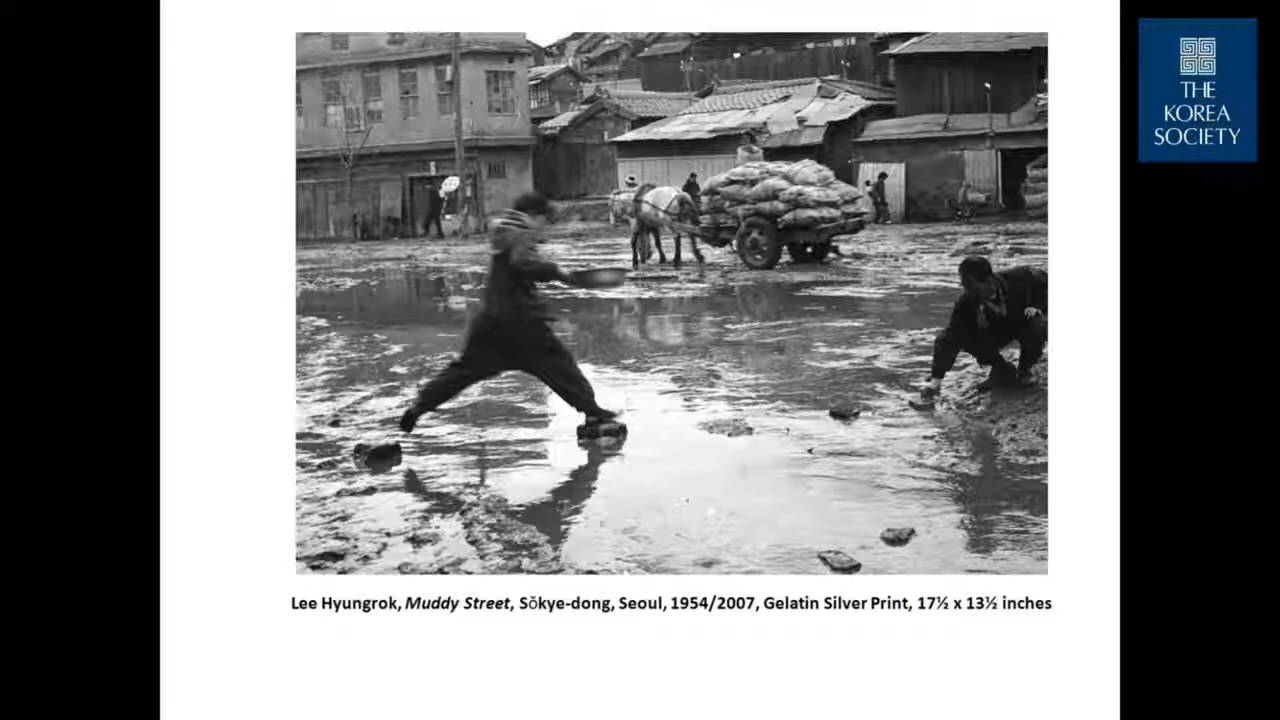 THE
KOREA
SOCIETY
Lee Hyungrok, Muddy Street, Sŏkye-dong, Seoul, 1954/2007, Gelatin Silver Print, 17½ x 13½ inches